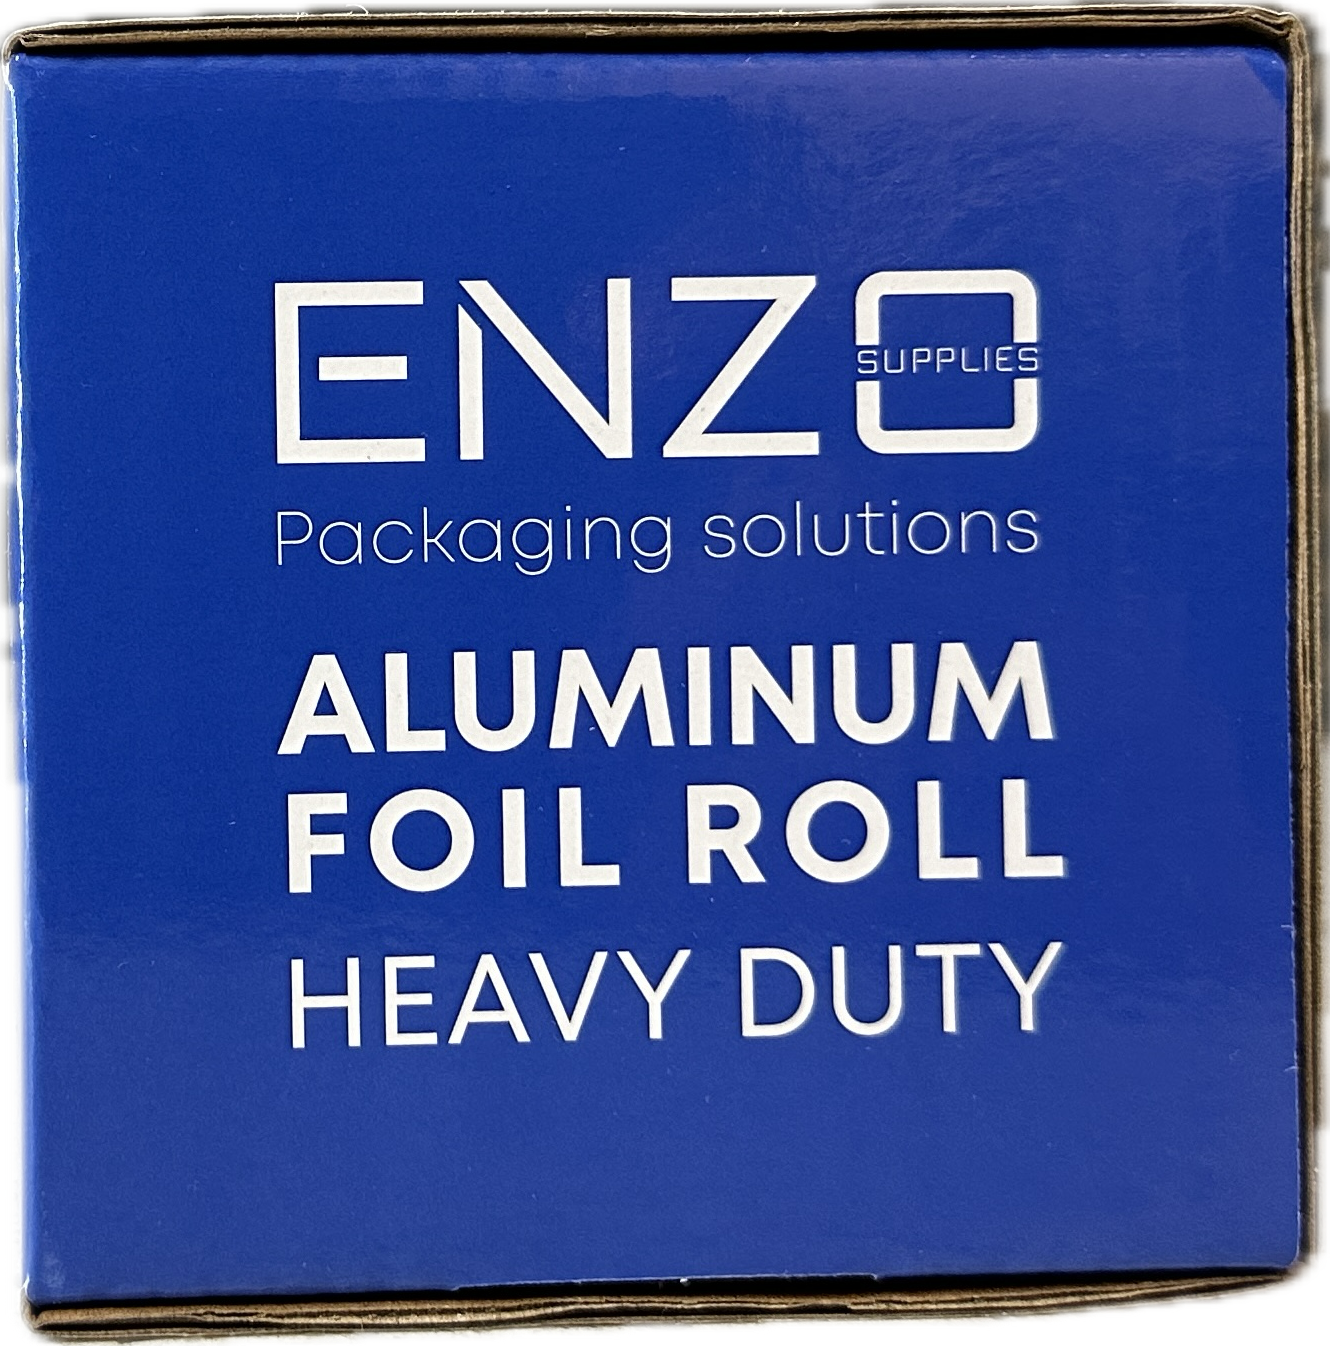 ENZO
SUPPLIES
Packaging solutions
ALUMINUM
FOIL ROLL
HEAVY DUTY